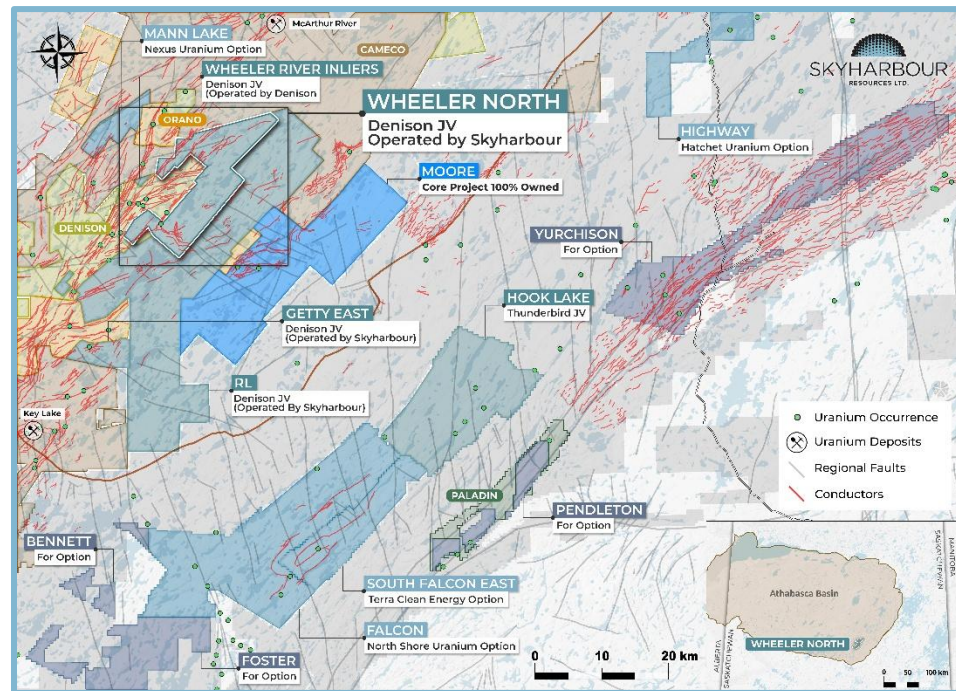 McArthur River
MANN LAKE
Nexus Uranium Option
CAMECO
WHEELER RIVER INLIERS
Denison JV
(Operated by Denison
SKYHARBOUR
RESOURCES LTD.
WHEELER NORTH
Denison JV
Operated by Skyharbour
ORANO
HIGHWAY
Hatchet Uranium Option
MOORE
Core Project 100% Owned
DENISON
YURCHISON
For Option
HOOK LAKE
Thunderbird JV
GETTY EAST
Denison JV
(Operated by Skyharbour)
RL
Denison JV
(Operated By Skyharbour)
Key Lake
Uranium Occurrence
Uranium Deposits
Regional Faults
Conductors
PALADIN
PENDLETON
For Option
BENNETT
For Option
SOUTH FALCON EAST
Terra Clean Energy Option
FALCON
North Shore Uranium Option
FOSTER
For Option
0 10 20 km
SASKATCHEWAN
MANITOBA
Athabasca Basin
ALBERTA
SASKATCHEWAN
WHEELER NORTH
0 50 100 km